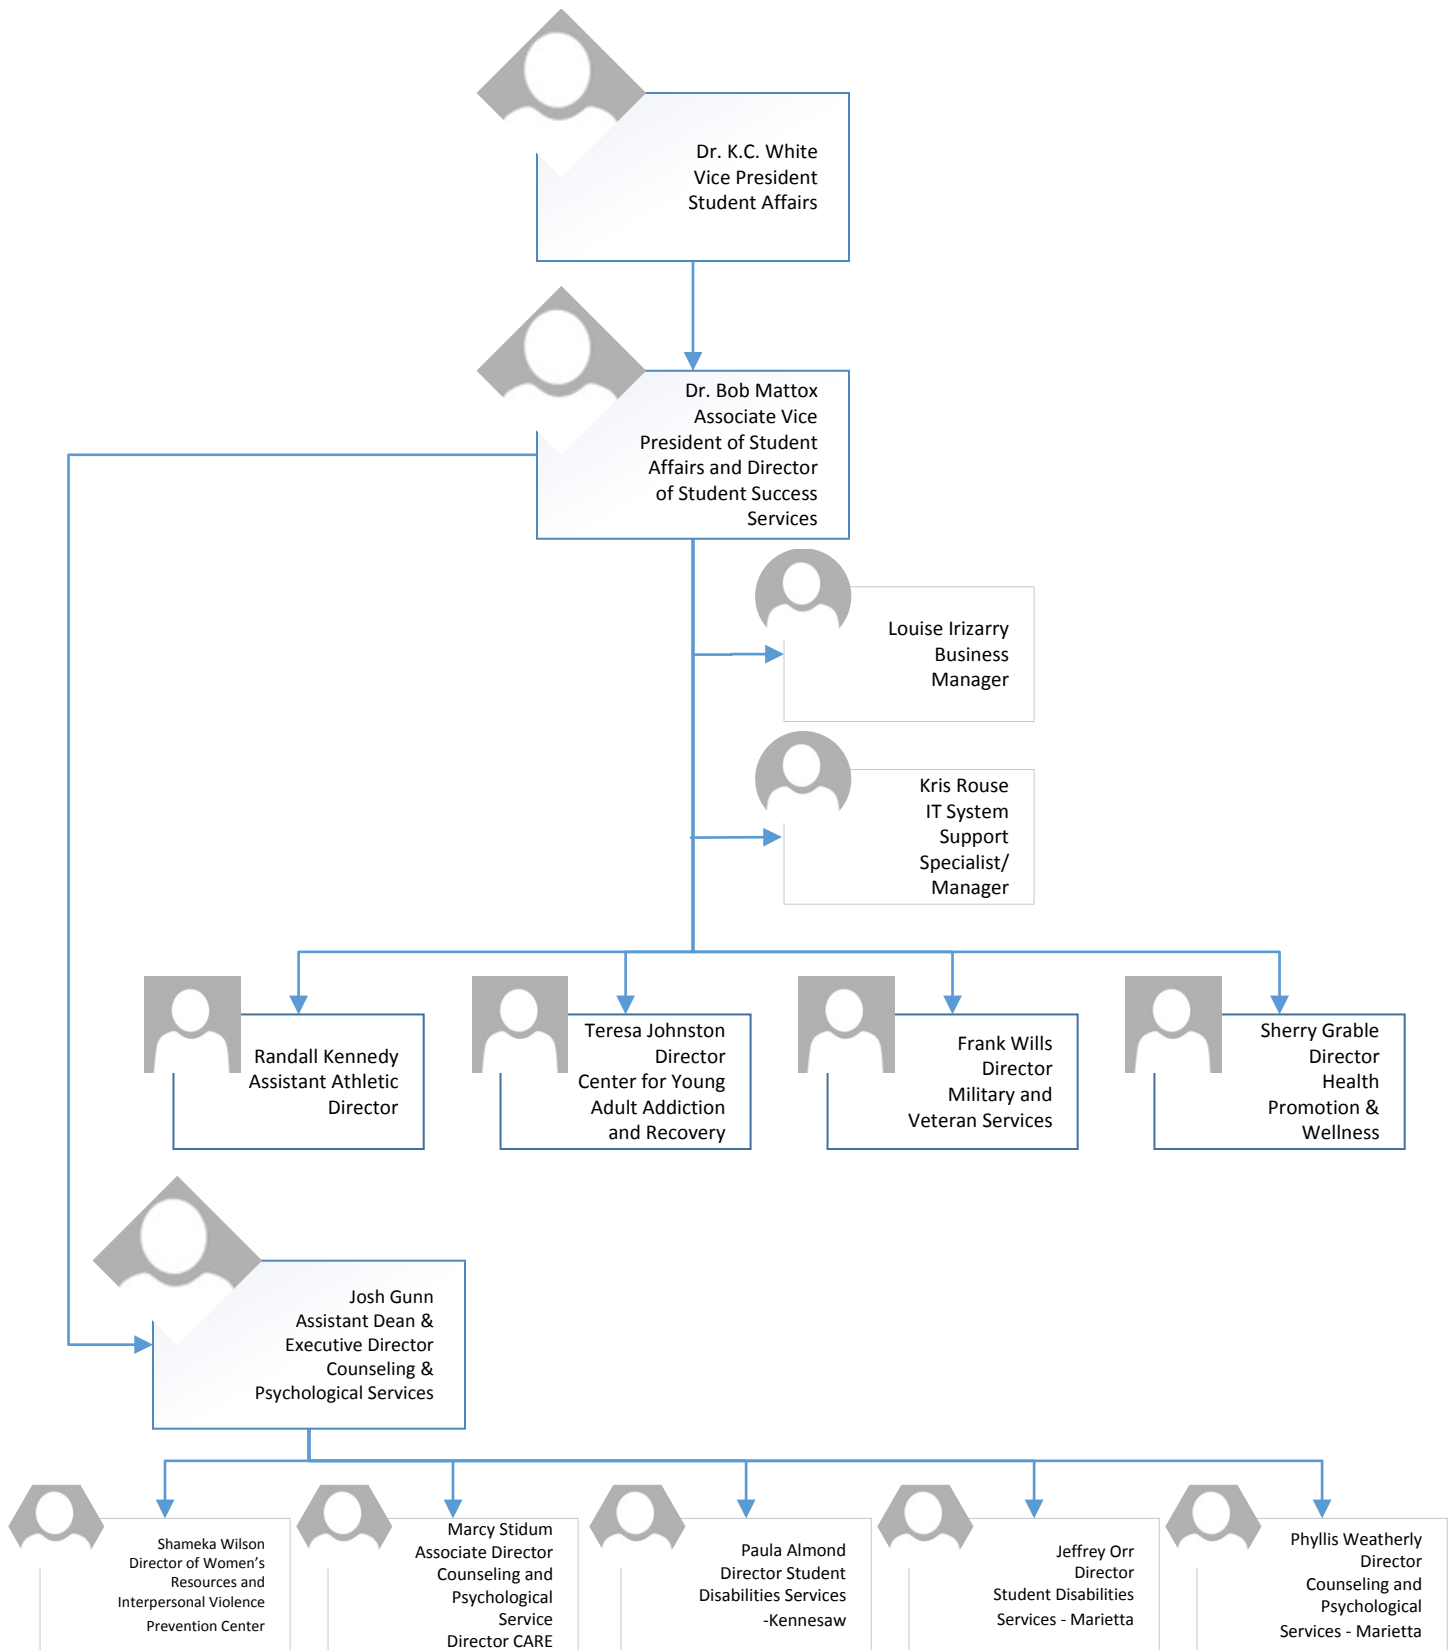 Dr. K.C. White
Vice President
Student Affairs
Dr. Bob Mattox
Associate Vice
President of Student
Affairs and Director
of Student Success
Services
Louise Irizarry
Business
Manager
Kris Rouse
IT System
Support
Specialist/
Manager
Randall Kennedy
Assistant Athletic
Director
Teresa Johnston
Director
Center for Young
Adult Addiction
and Recovery
Frank Wills
Director
Military and
Veteran Services
Sherry Grable
Director
Health
Promotion &
Wellness
Josh Gunn
Assistant Dean &
Executive Director
Counseling &
Psychological Services
Shameka Wilson
Director of Women’s
Resources and
Interpersonal Violence
Prevention Center
Marcy Stidum
Associate Director
Counseling and
Psychological
Service
Director CARE
Paula Almond
Director Student
Disabilities Services
-Kennesaw
Jeffrey Orr
Director
Student Disabilities
Services - Marietta
Phyllis Weatherly
Director
Counseling and
Psychological
Services - Marietta